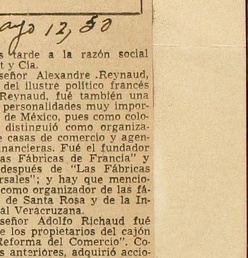 ayo 12, 50
s tarde a la razón social
t y Cia.
señor Alexandre Reynaud,
del ilustre político francés
Reynaud, fué también una
personalidades muy impor-
de México, pues como colo-
distinguió como organiza-
e casas de comercio y agen-
nancieras. Fué el fundador
as Fábricas de Francia" y
después de "Las Fábricas
rsales"; y hay que mencio-
como organizador de las fá-
de Santa Rosa y de la In-
al Veracruzana.
señor Adolfo Richaud fué
e los propietarios del cajón
Reforma del Comercio". Co-
s anteriores, adquirió accio-